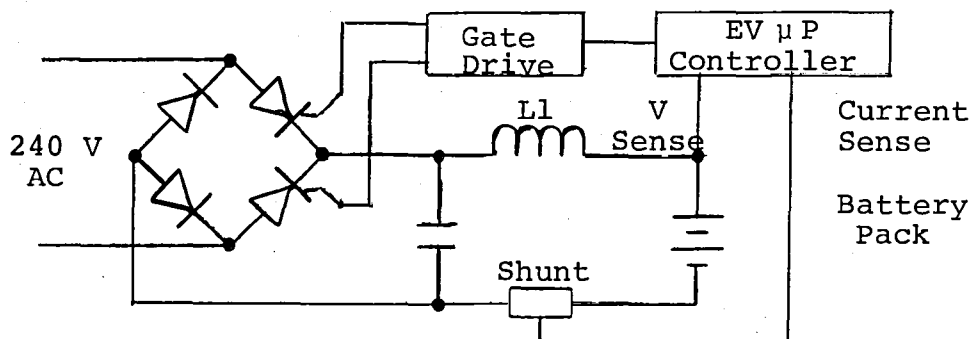 Gate
Drive
EV µP
Controller
L1
V
Sense
Current
Sense
240 V
AC
Battery
Pack
Shunt